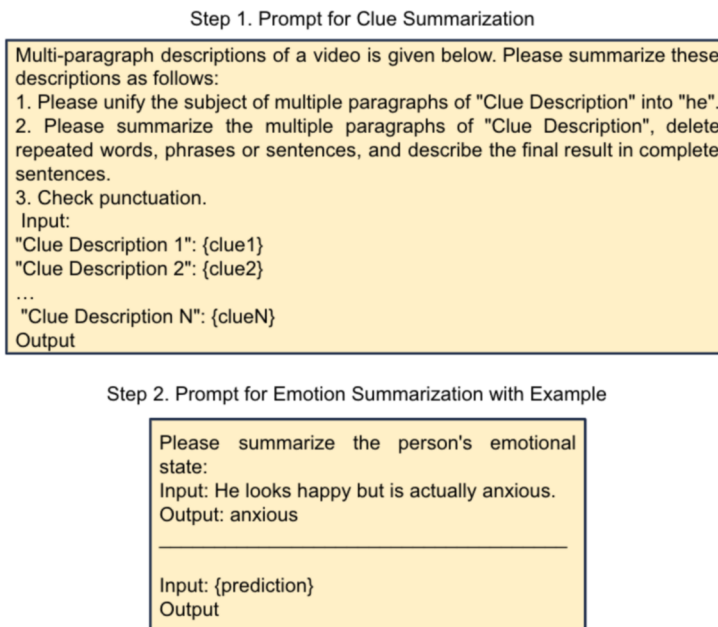 Step 1. Prompt for Clue Summarization
Multi-paragraph descriptions of a video is given below. Please summarize these
descriptions as follows:
1. Please unify the subject of multiple paragraphs of "Clue Description" into "he".
2. Please summarize the multiple paragraphs of "Clue Description", delete
repeated words, phrases or sentences, and describe the final result in complete
sentences.
3. Check punctuation.
Input:
"Clue Description 1": {clue1}
"Clue Description 2": {clue2}
…
"Clue Description N": {clueN}
Output
Step 2. Prompt for Emotion Summarization with Example
Please summarize the person's emotional
state:
Input: He looks happy but is actually anxious.
Output: anxious
Input: {prediction}
Output